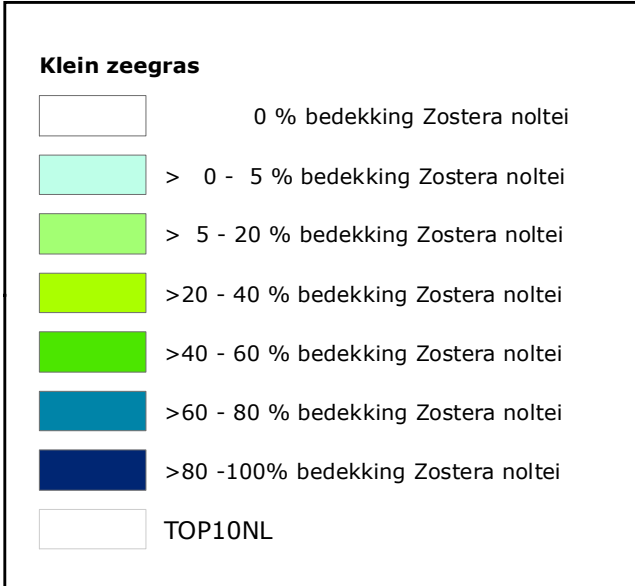 Klein zeegras
0 % bedekking Zostera noltei
> 0 - 5 % bedekking Zostera noltei
> 5 - 20 % bedekking Zostera noltei
>20 - 40 % bedekking Zostera noltei
>40 - 60 % bedekking Zostera noltei
>60 - 80 % bedekking Zostera noltei
>80 -100% bedekking Zostera noltei
TOP10NL